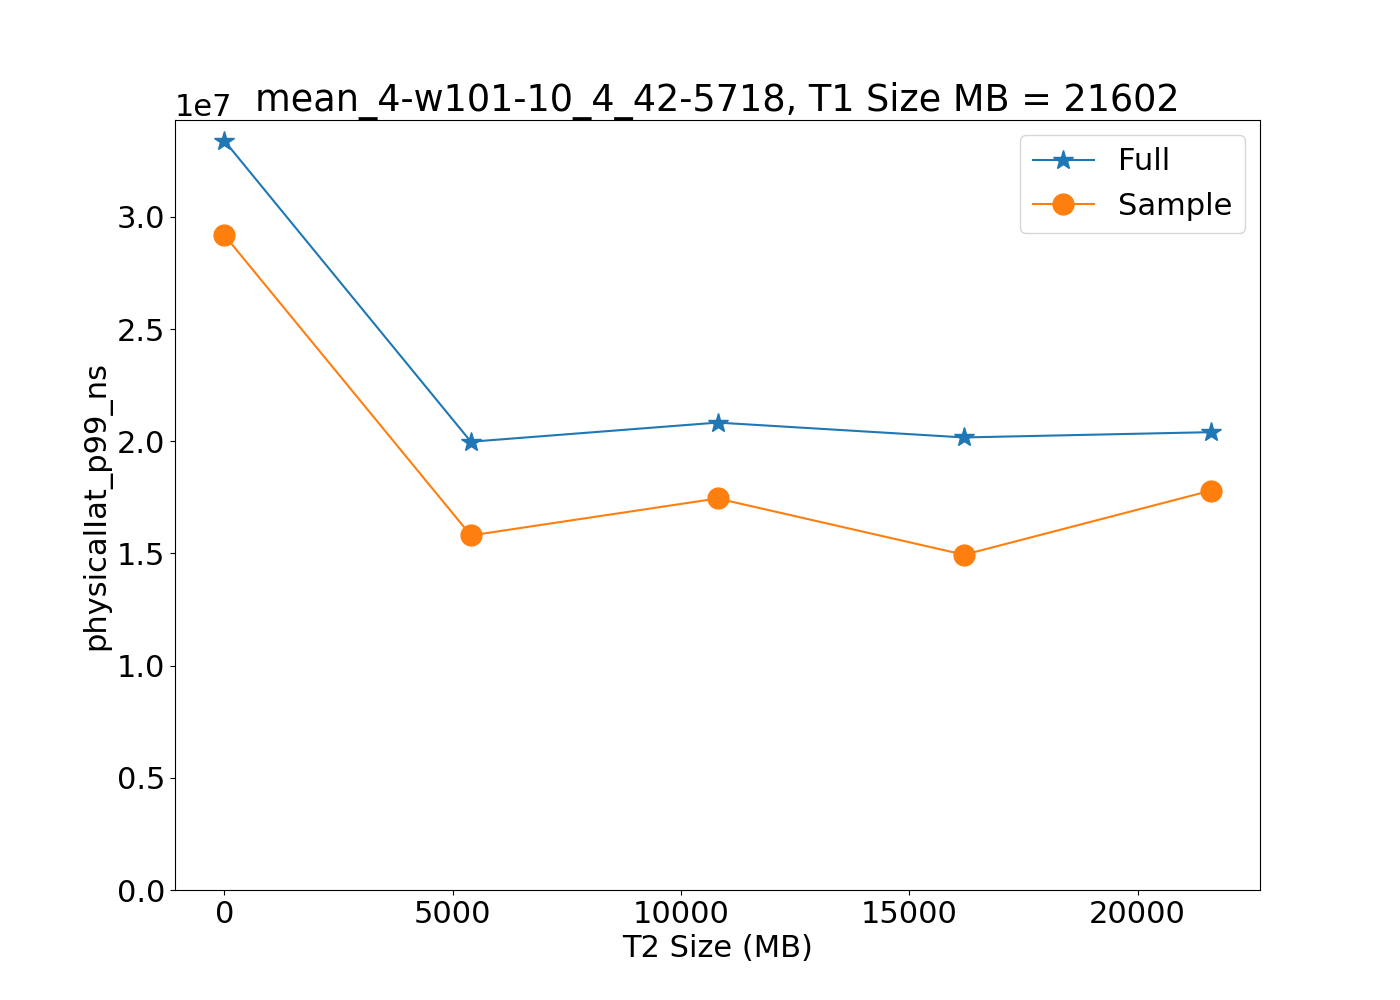 1e7
mean_4-w101-10_4_42-5718, T1 Size MB = 21602
Full
Sample
3.0
2.5
2.0
1.5
1.0
0.5
0.0
physicallat_p99_ns
0 5000 10000 15000 20000
T2 Size (MB)